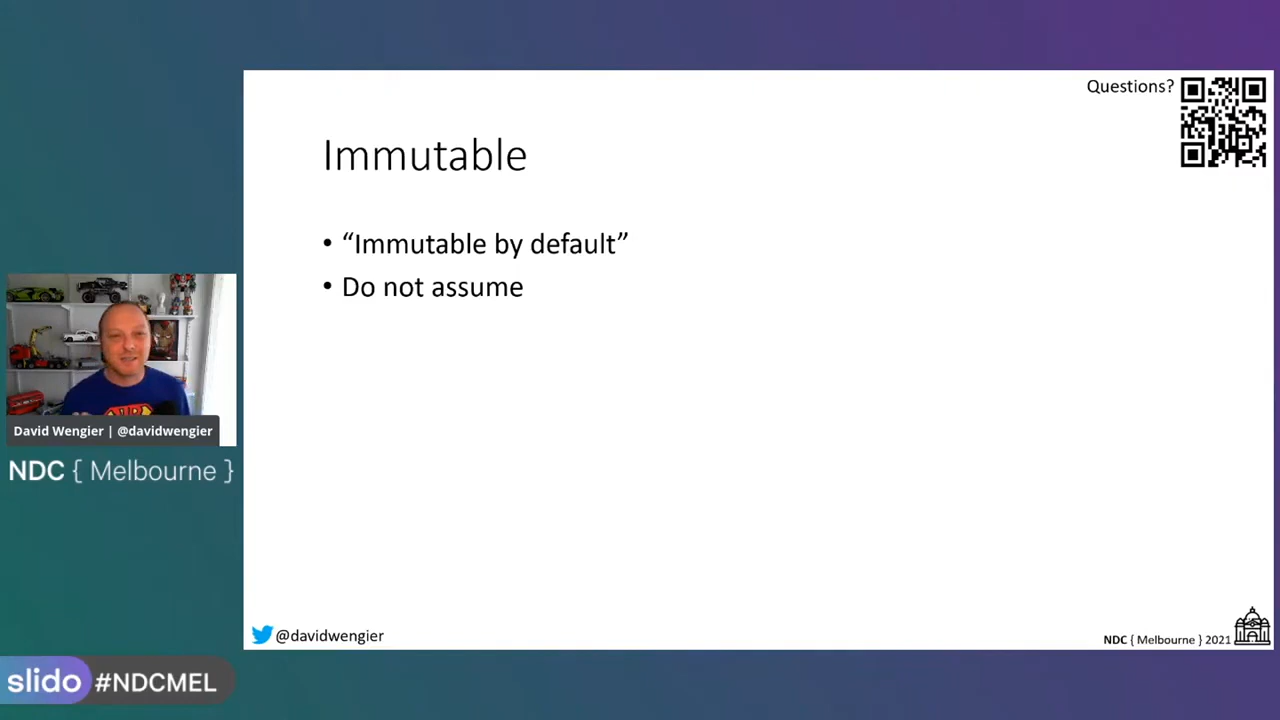 Questions?
Immutable
• “Immutable by default”
• Do not assume
David Wengier | @davidwengier
NDC { Melbourne }
@davidwengier
NDC { Melbourne } 2021
slido #NDCMEL